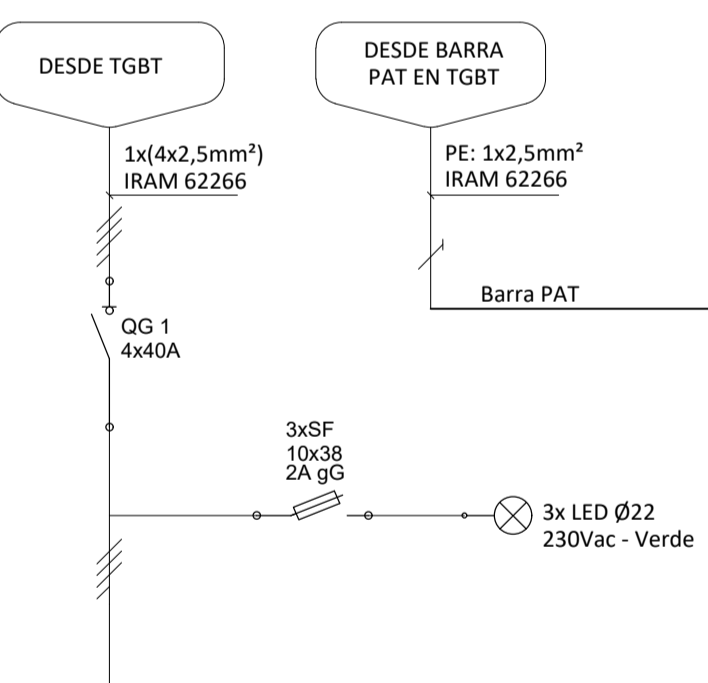 DESDE TGBT
DESDE BARRA
PAT EN TGBT
1x(4x2,5mm²)
IRAM 62266
PE: 1x2,5mm²
IRAM 62266
Barra PAT
QG 1
4x40A
3xSF
10x38
2A gG
3x LED Ø22
230Vac - Verde